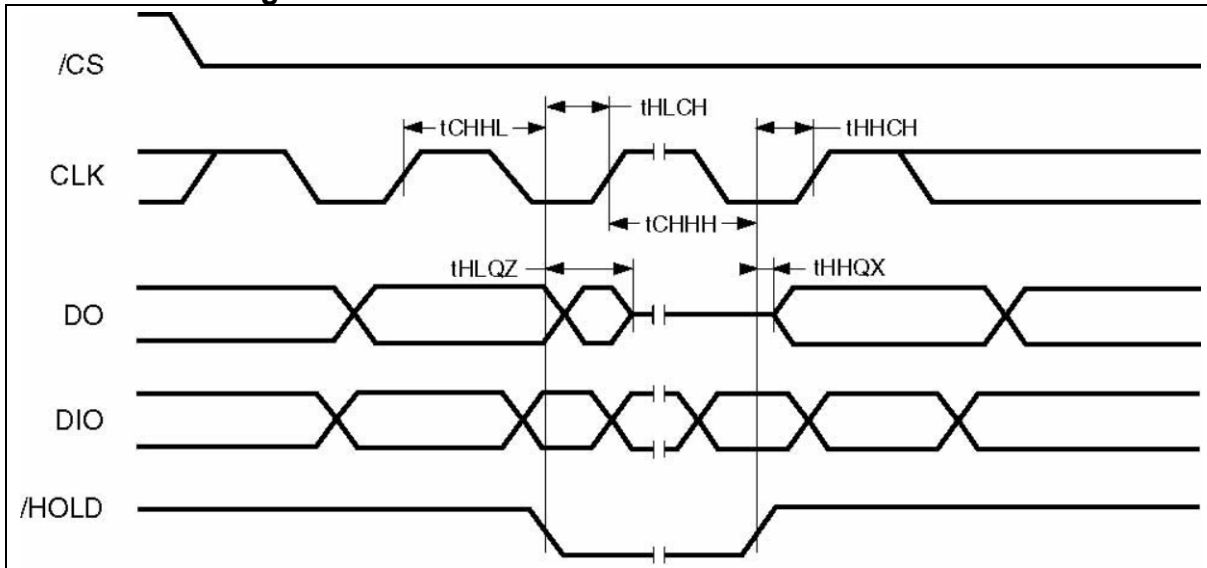 /CS
tHLCH
tCHHL
tHHCH
CLK
tCHHH
tHLQZ
tHHQX
DO
DIO
/HOLD